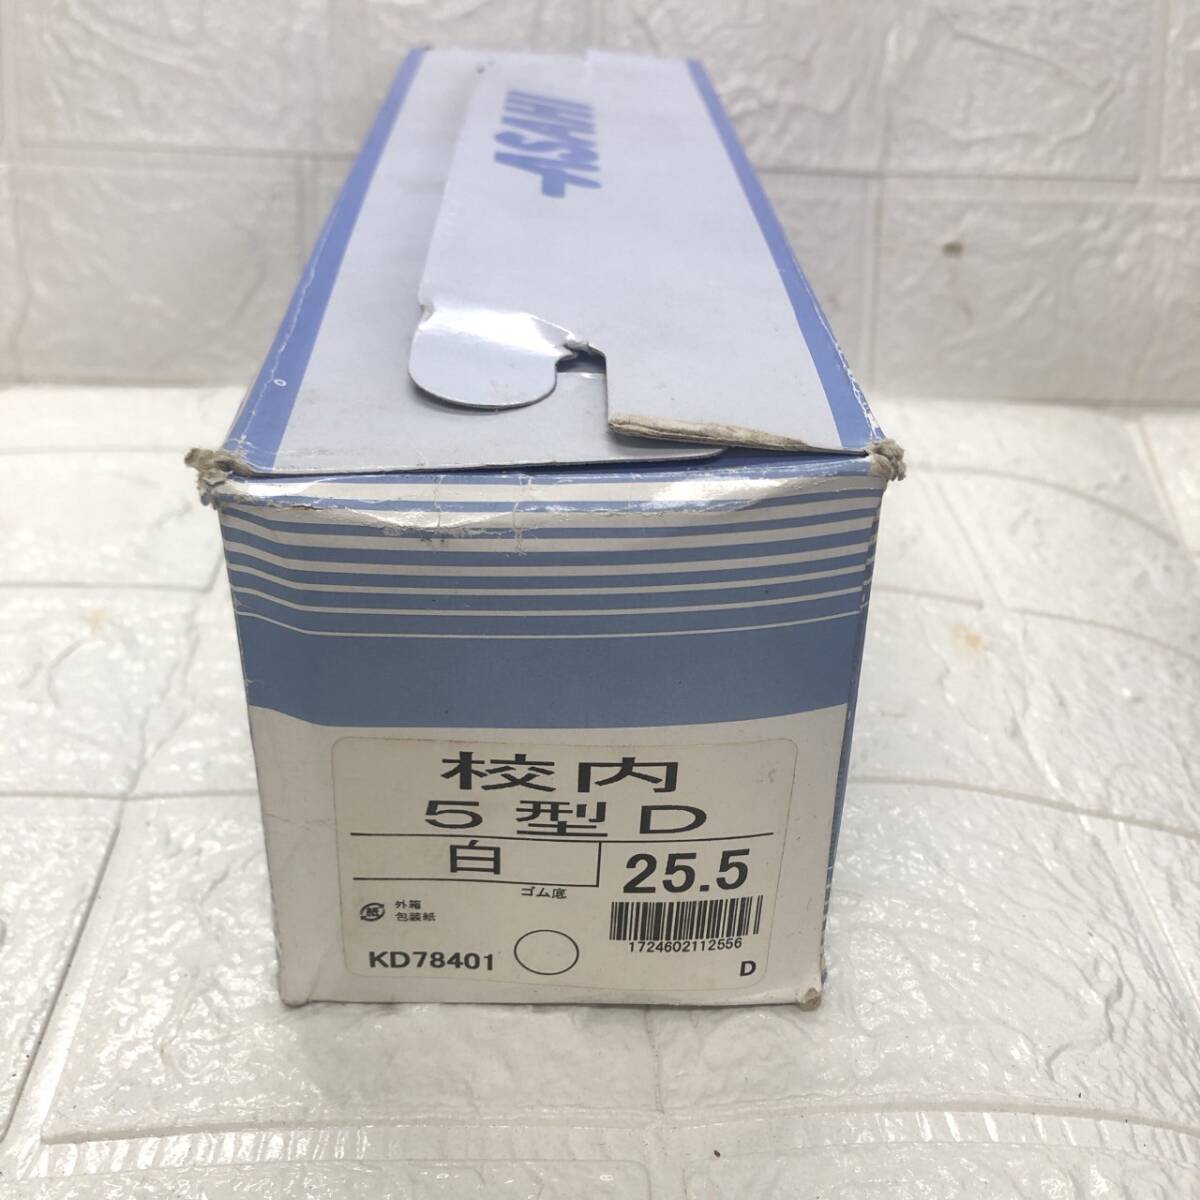 ASAHI
校内
5型D
白
25.5
ゴム底
紙
外箱
包装紙
1724602112556
KD78401
D